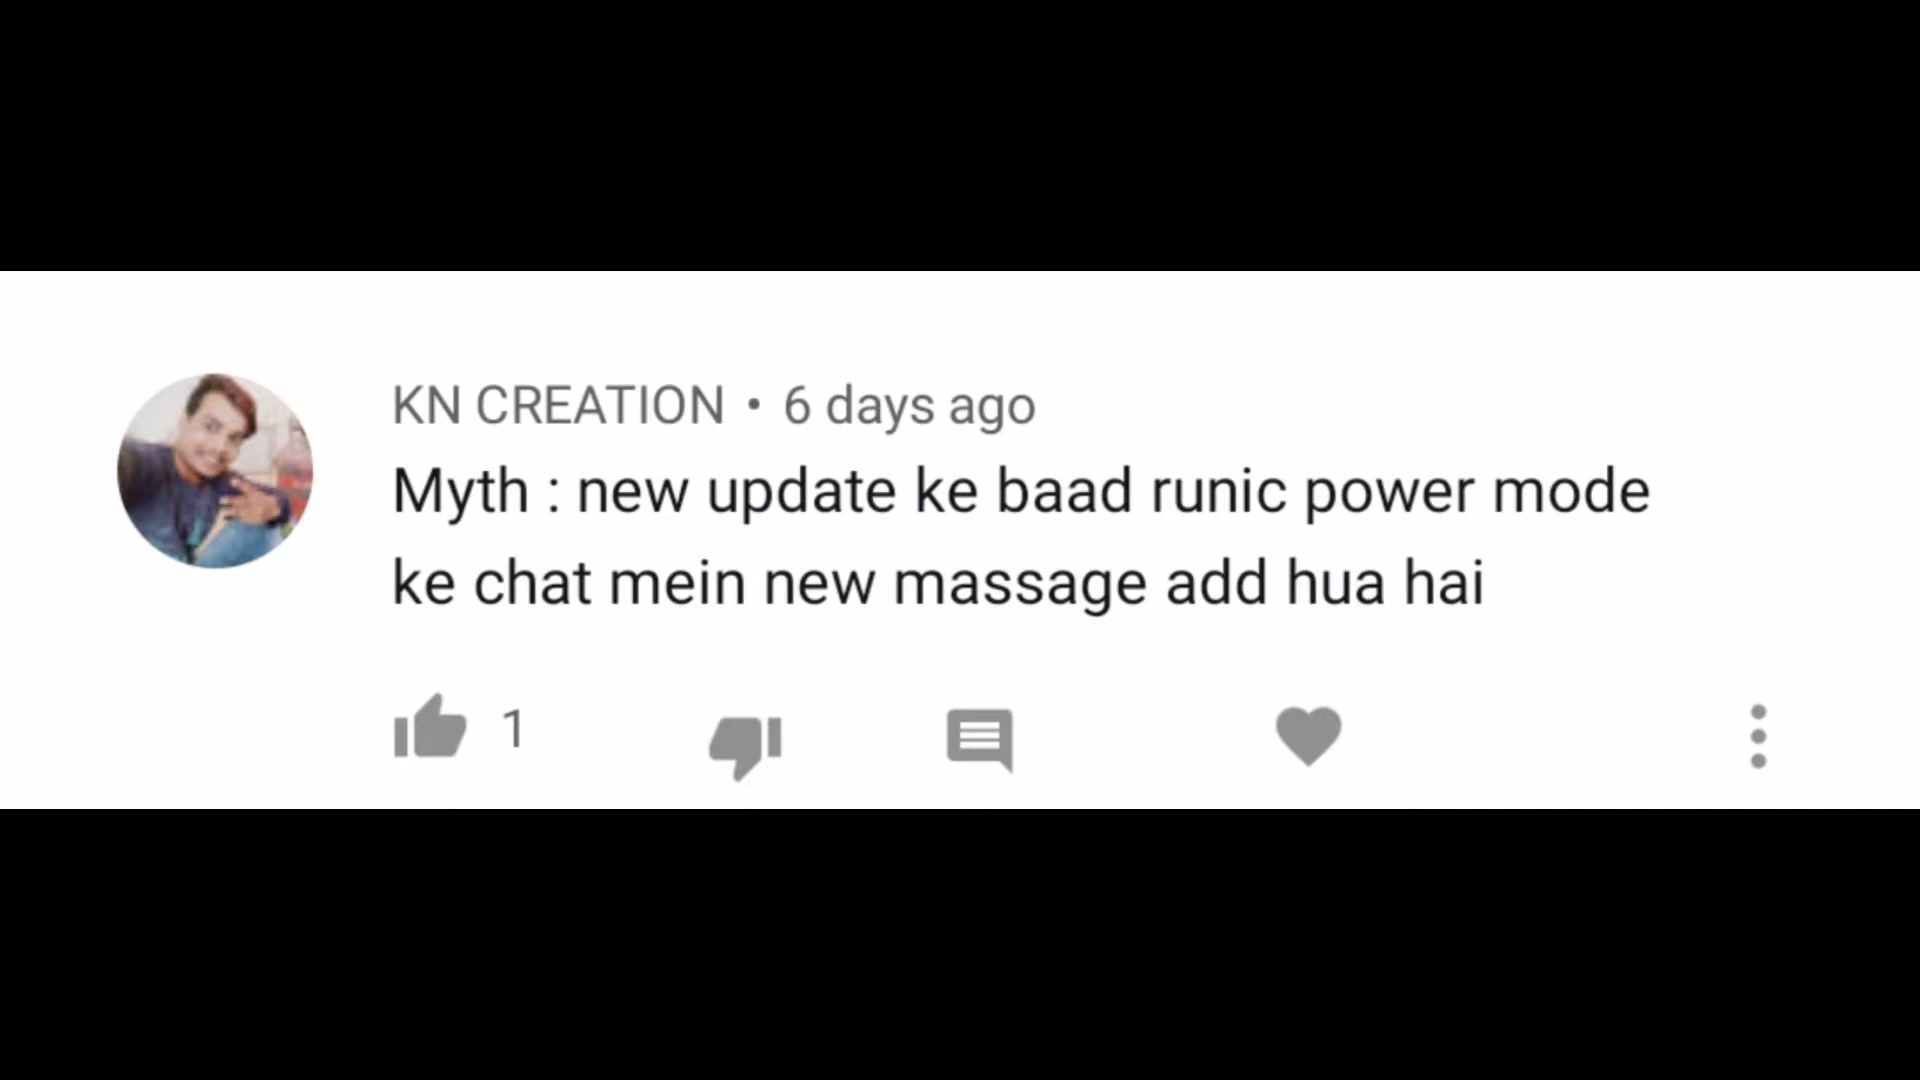 KN CREATION • 6 days ago
Myth : new update ke baad runic power mode
ke chat mein new massage add hua hai
1